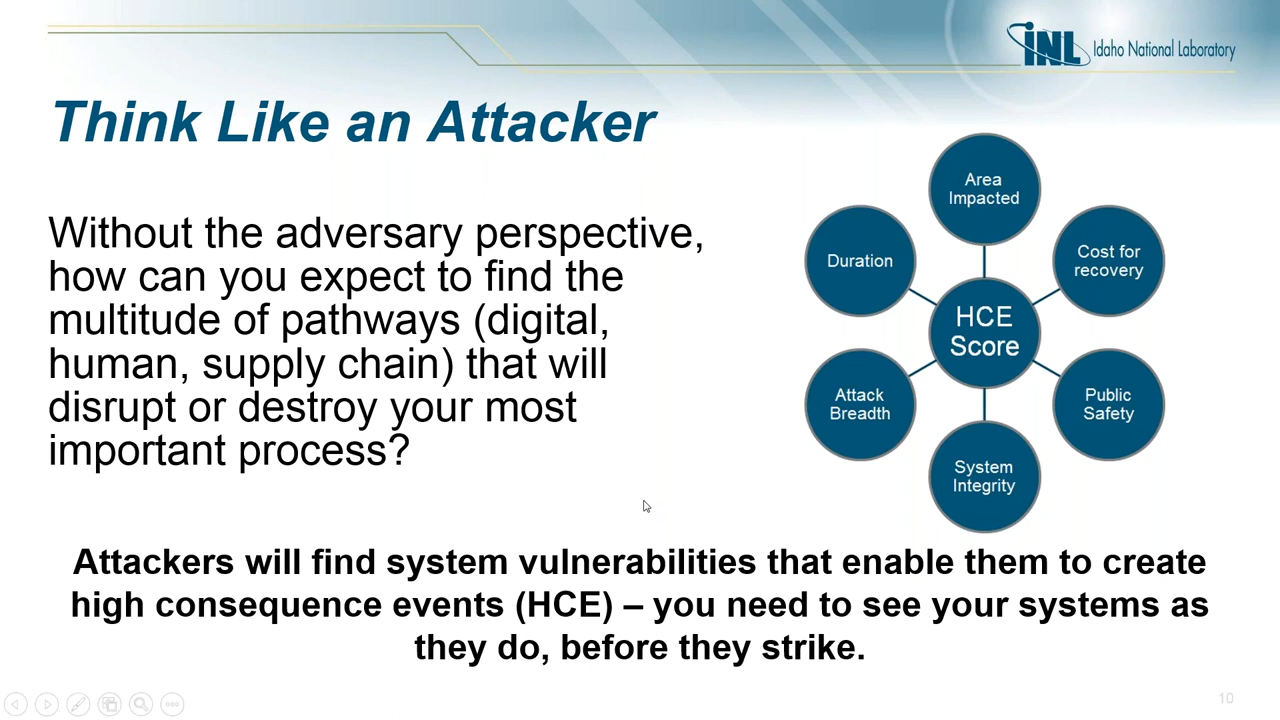 iNL Idaho National Laboratory
Think Like an Attacker
Without the adversary perspective,
how can you expect to find the
multitude of pathways (digital,
human, supply chain) that will
disrupt or destroy your most
important process?
Area
Impacted
Duration
Cost for
recovery
HCE
Score
Attack
Breadth
Public
Safety
System
Integrity
Attackers will find system vulnerabilities that enable them to create
high consequence events (HCE) – you need to see your systems as
they do, before they strike.
10